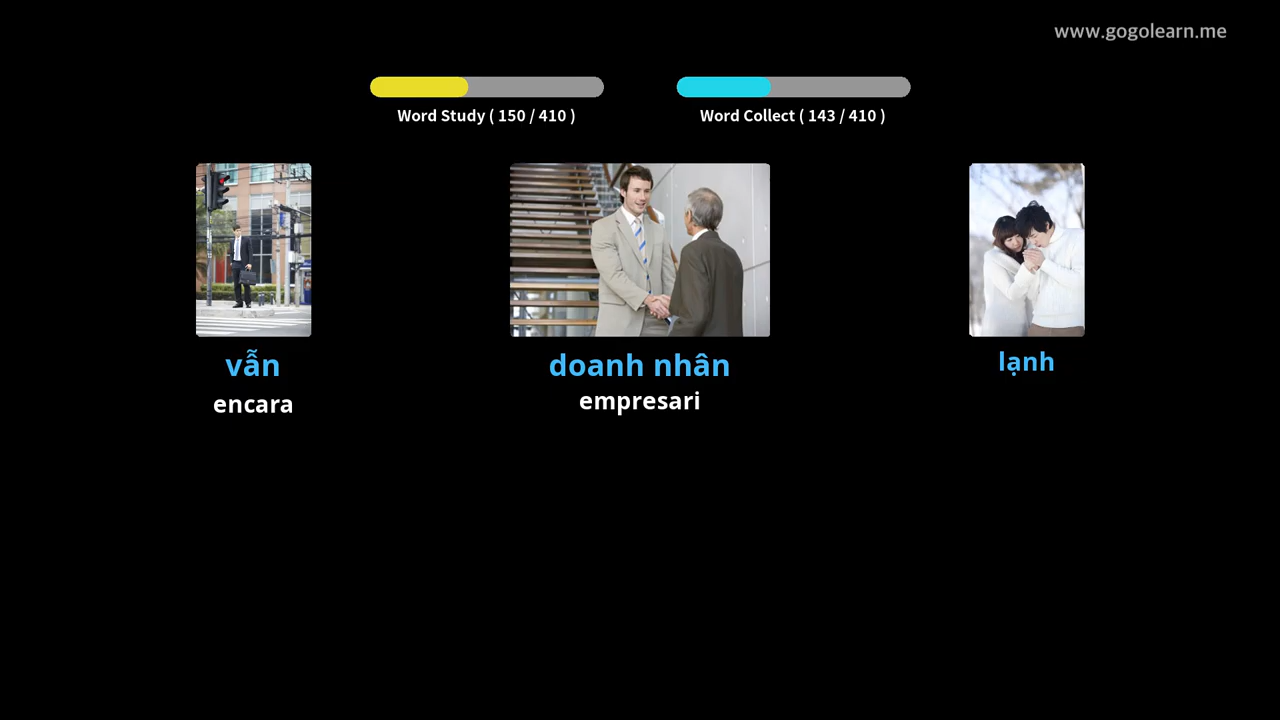 www.gogolearn.me
Word Study ( 150 / 410 )
Word Collect ( 143 / 410 )
vẫn
encara
doanh nhân
empresari
lạnh